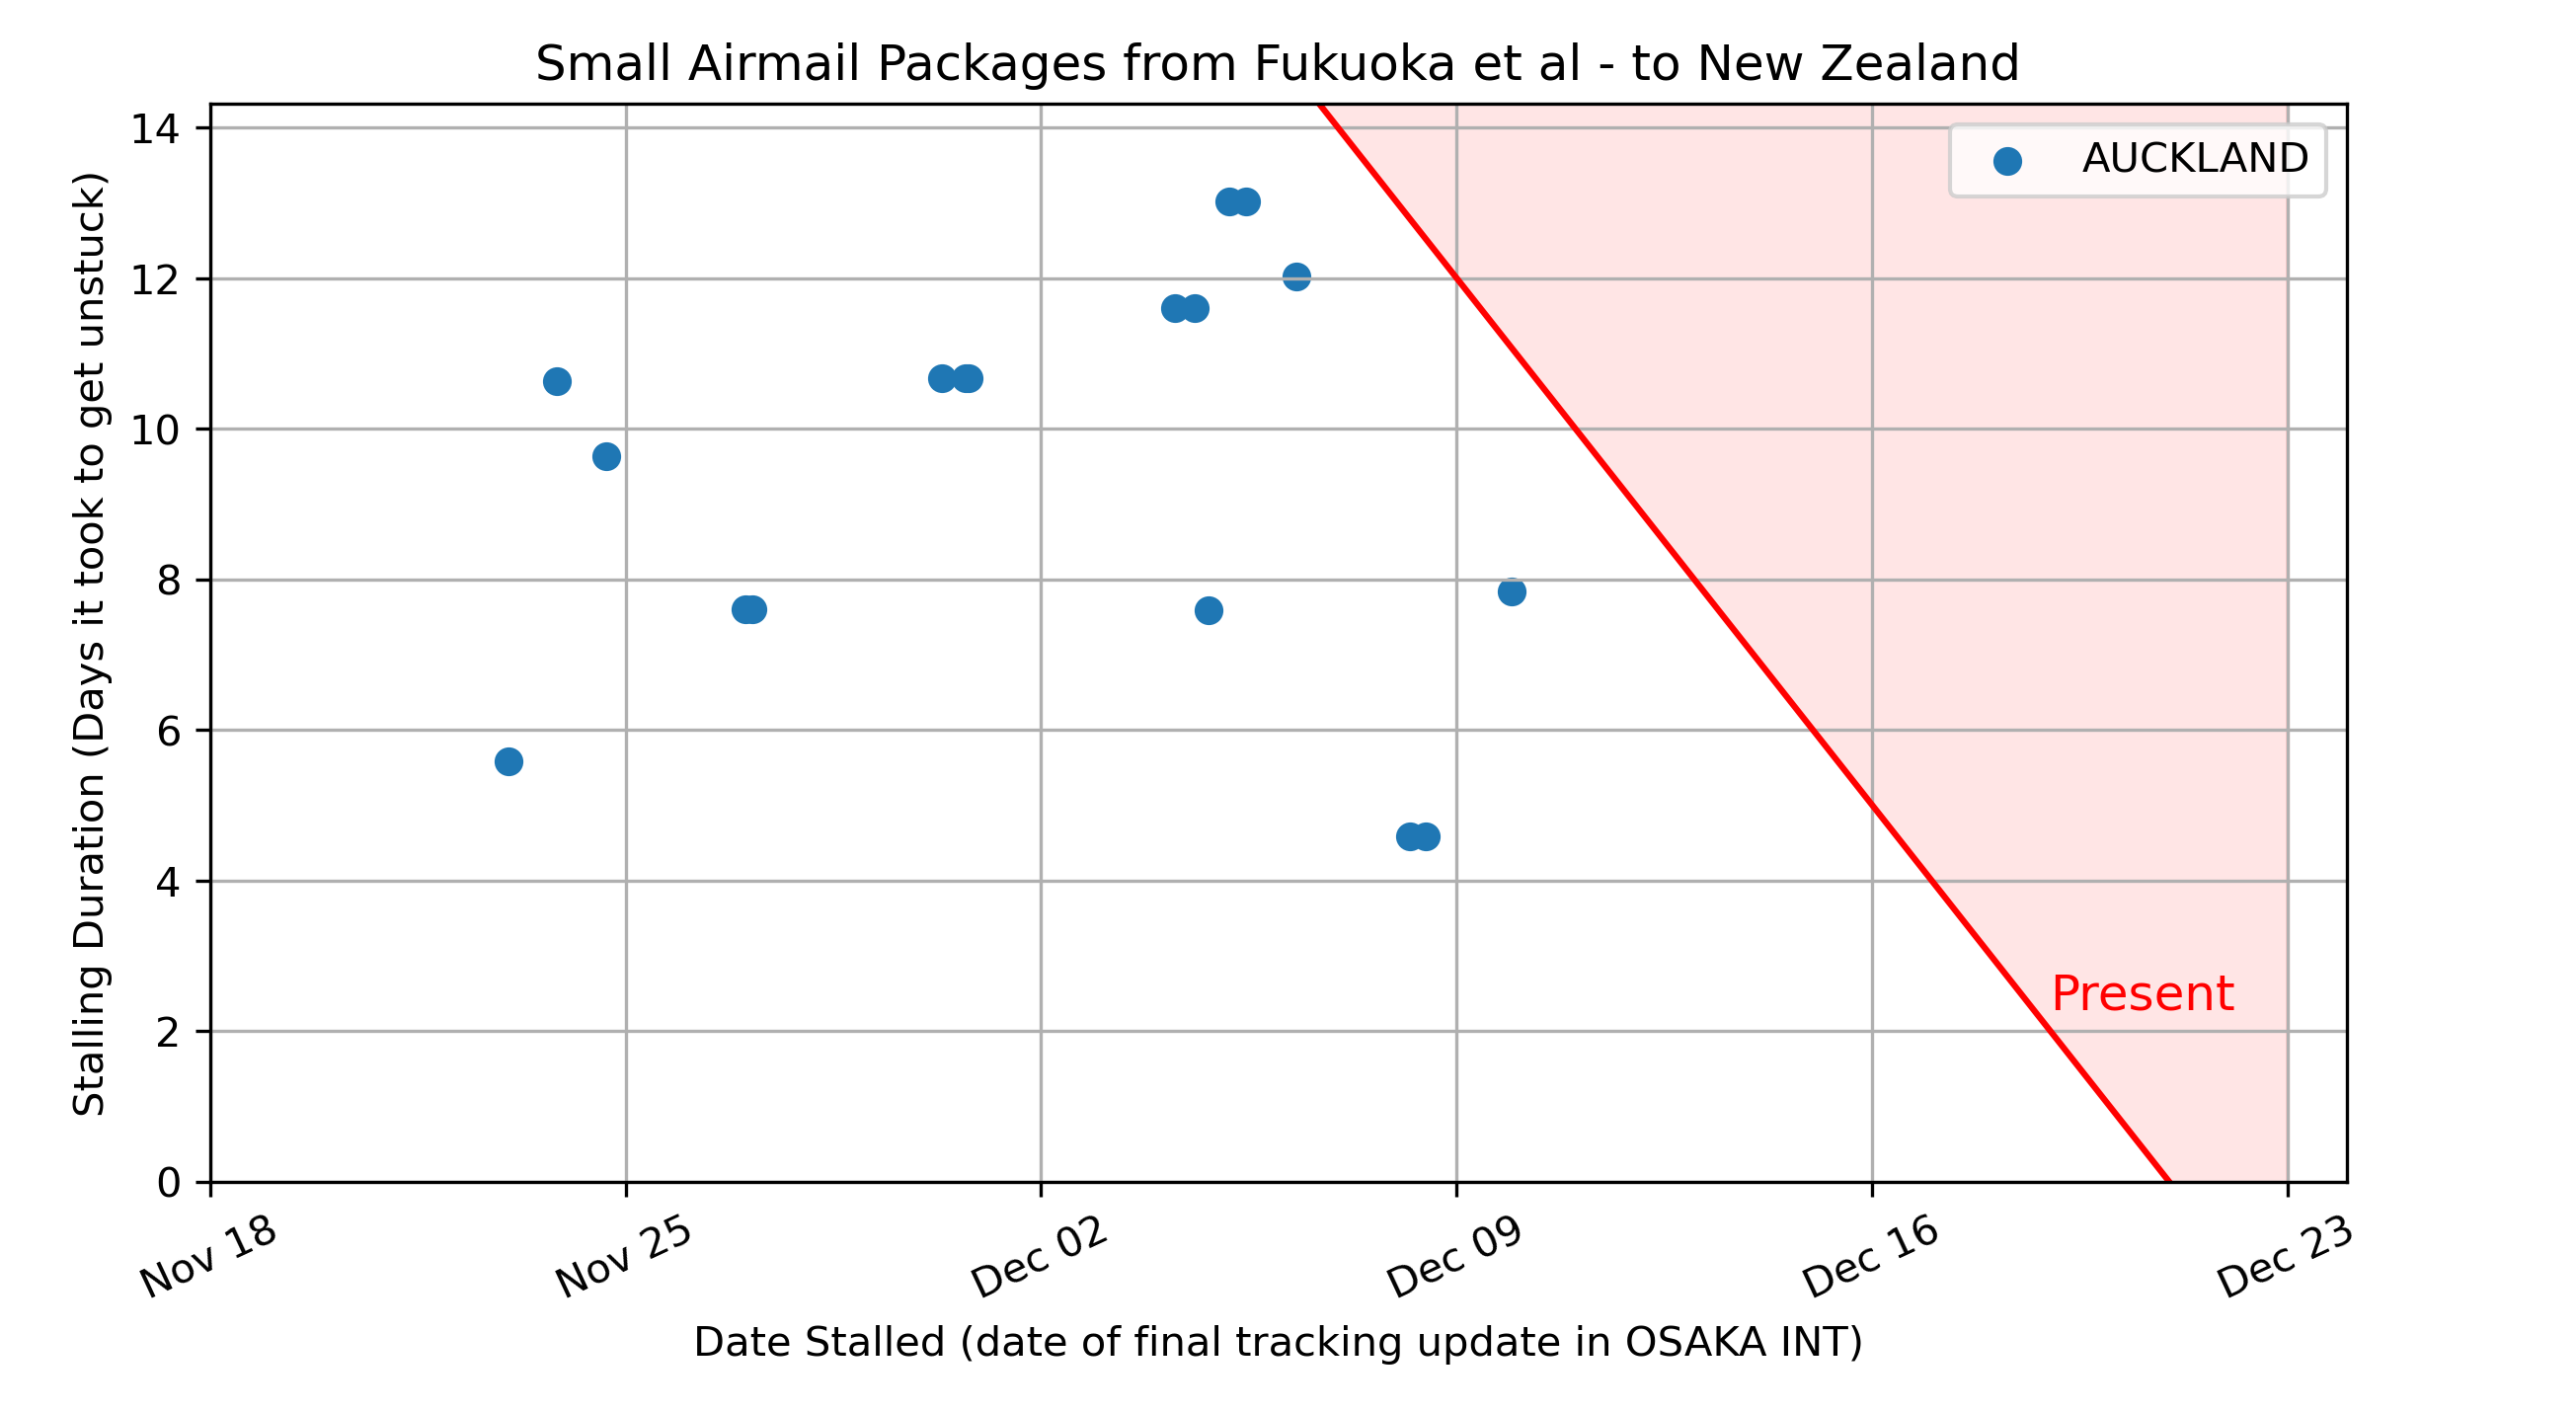 Small Airmail Packages from Fukuoka et al - to New Zealand
AUCKLAND
Stalling Duration (Days it took to get unstuck)
14
12
10
8
6
4
2
0
Present
Nov 18
Nov 25
Dec 02
Dec 09
Dec 16
Dec 23
Date Stalled (date of final tracking update in OSAKA INT)